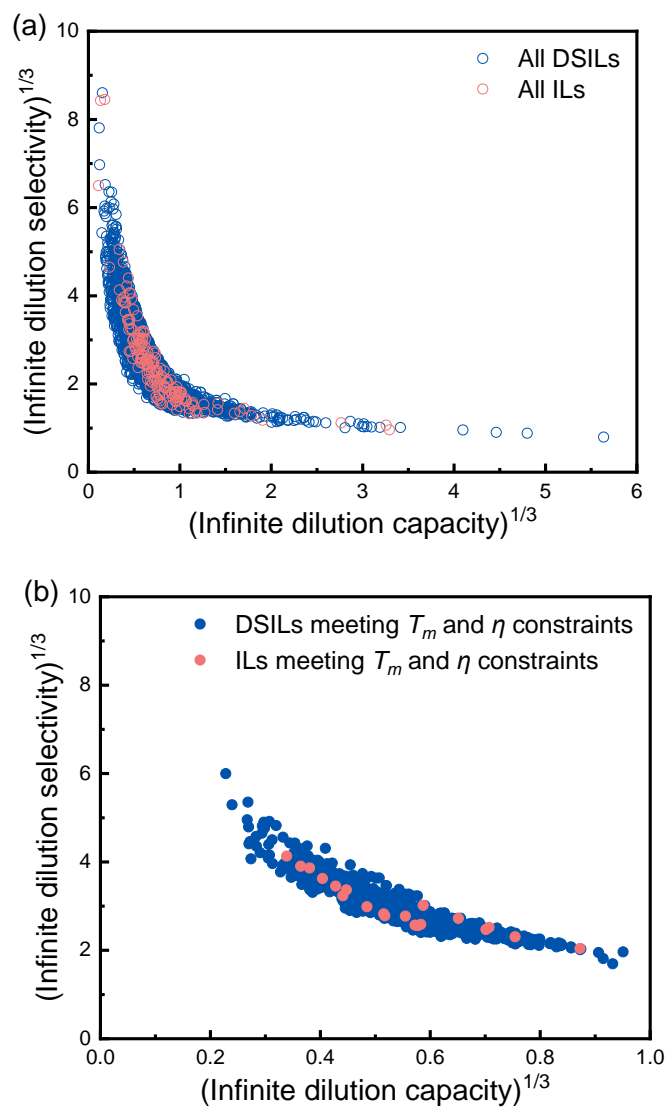 (a)
10
8
6
4
2
0
(Infinite dilution selectivity)^{1/3}
All DSILs
All ILs
0 1 2 3 4 5 6
(Infinite dilution capacity)^{1/3}
(b)
10
8
6
4
2
0
(Infinite dilution selectivity)^{1/3}
DSILs meeting T_m and η constraints
ILs meeting T_m and η constraints
0.0 0.2 0.4 0.6 0.8 1.0
(Infinite dilution capacity)^{1/3}